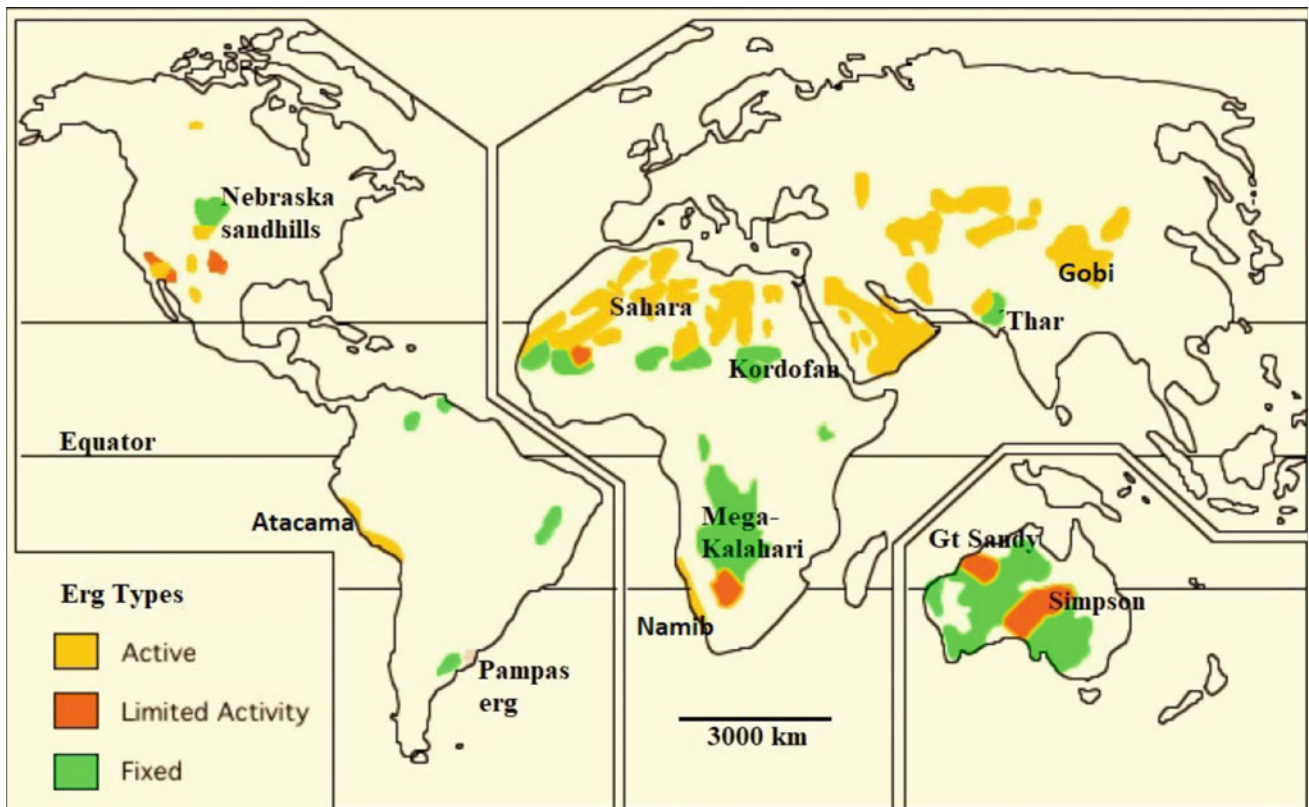 Nebraska
sandhills
Sahara
Gobi
Thar
Kordofan
Equator
Atacama
Mega-
Kalahari
Gt Sandy
Simpson
Namib
Pampas
erg
3000 km
Erg Types
Active
Limited Activity
Fixed